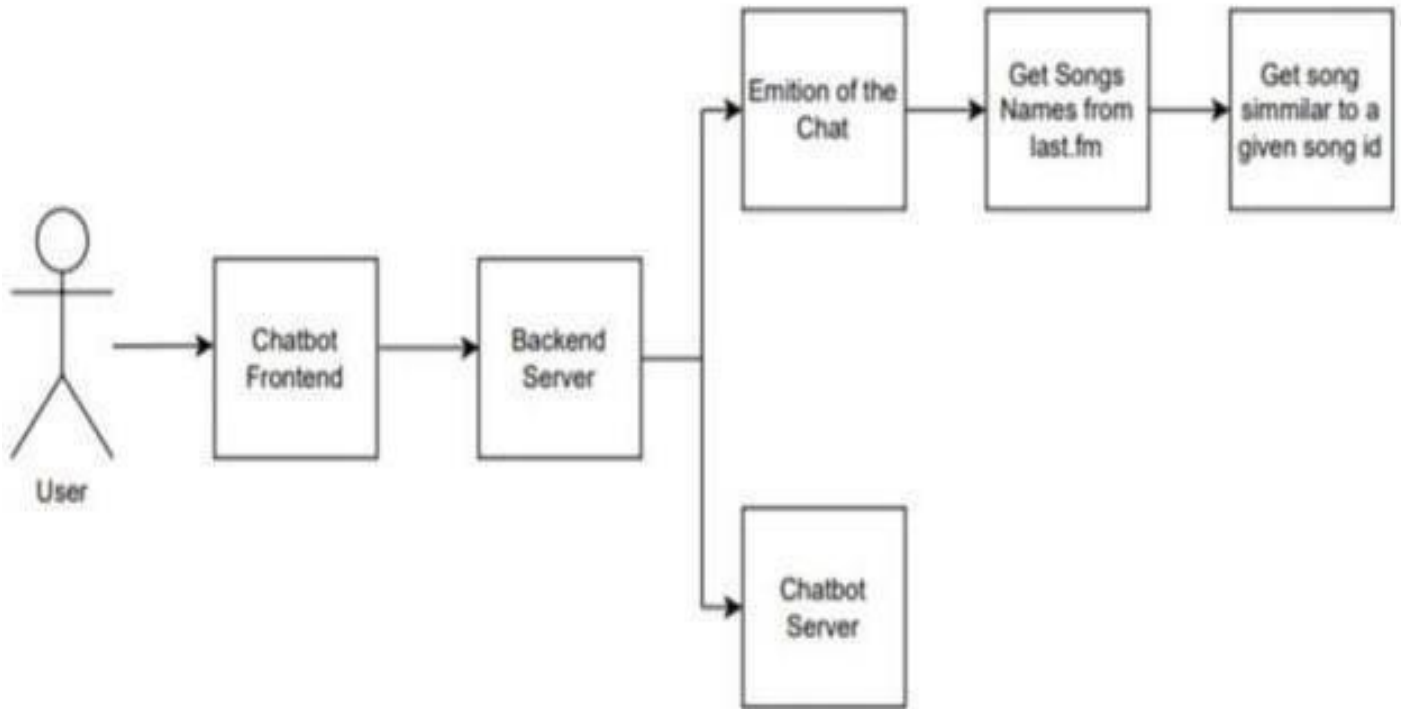 User
Chatbot
Frontend
Backend
Server
Emition of the
Chat
Get Songs
Names from
last.fm
Get song
simmilar to a
given song id
Chatbot
Server